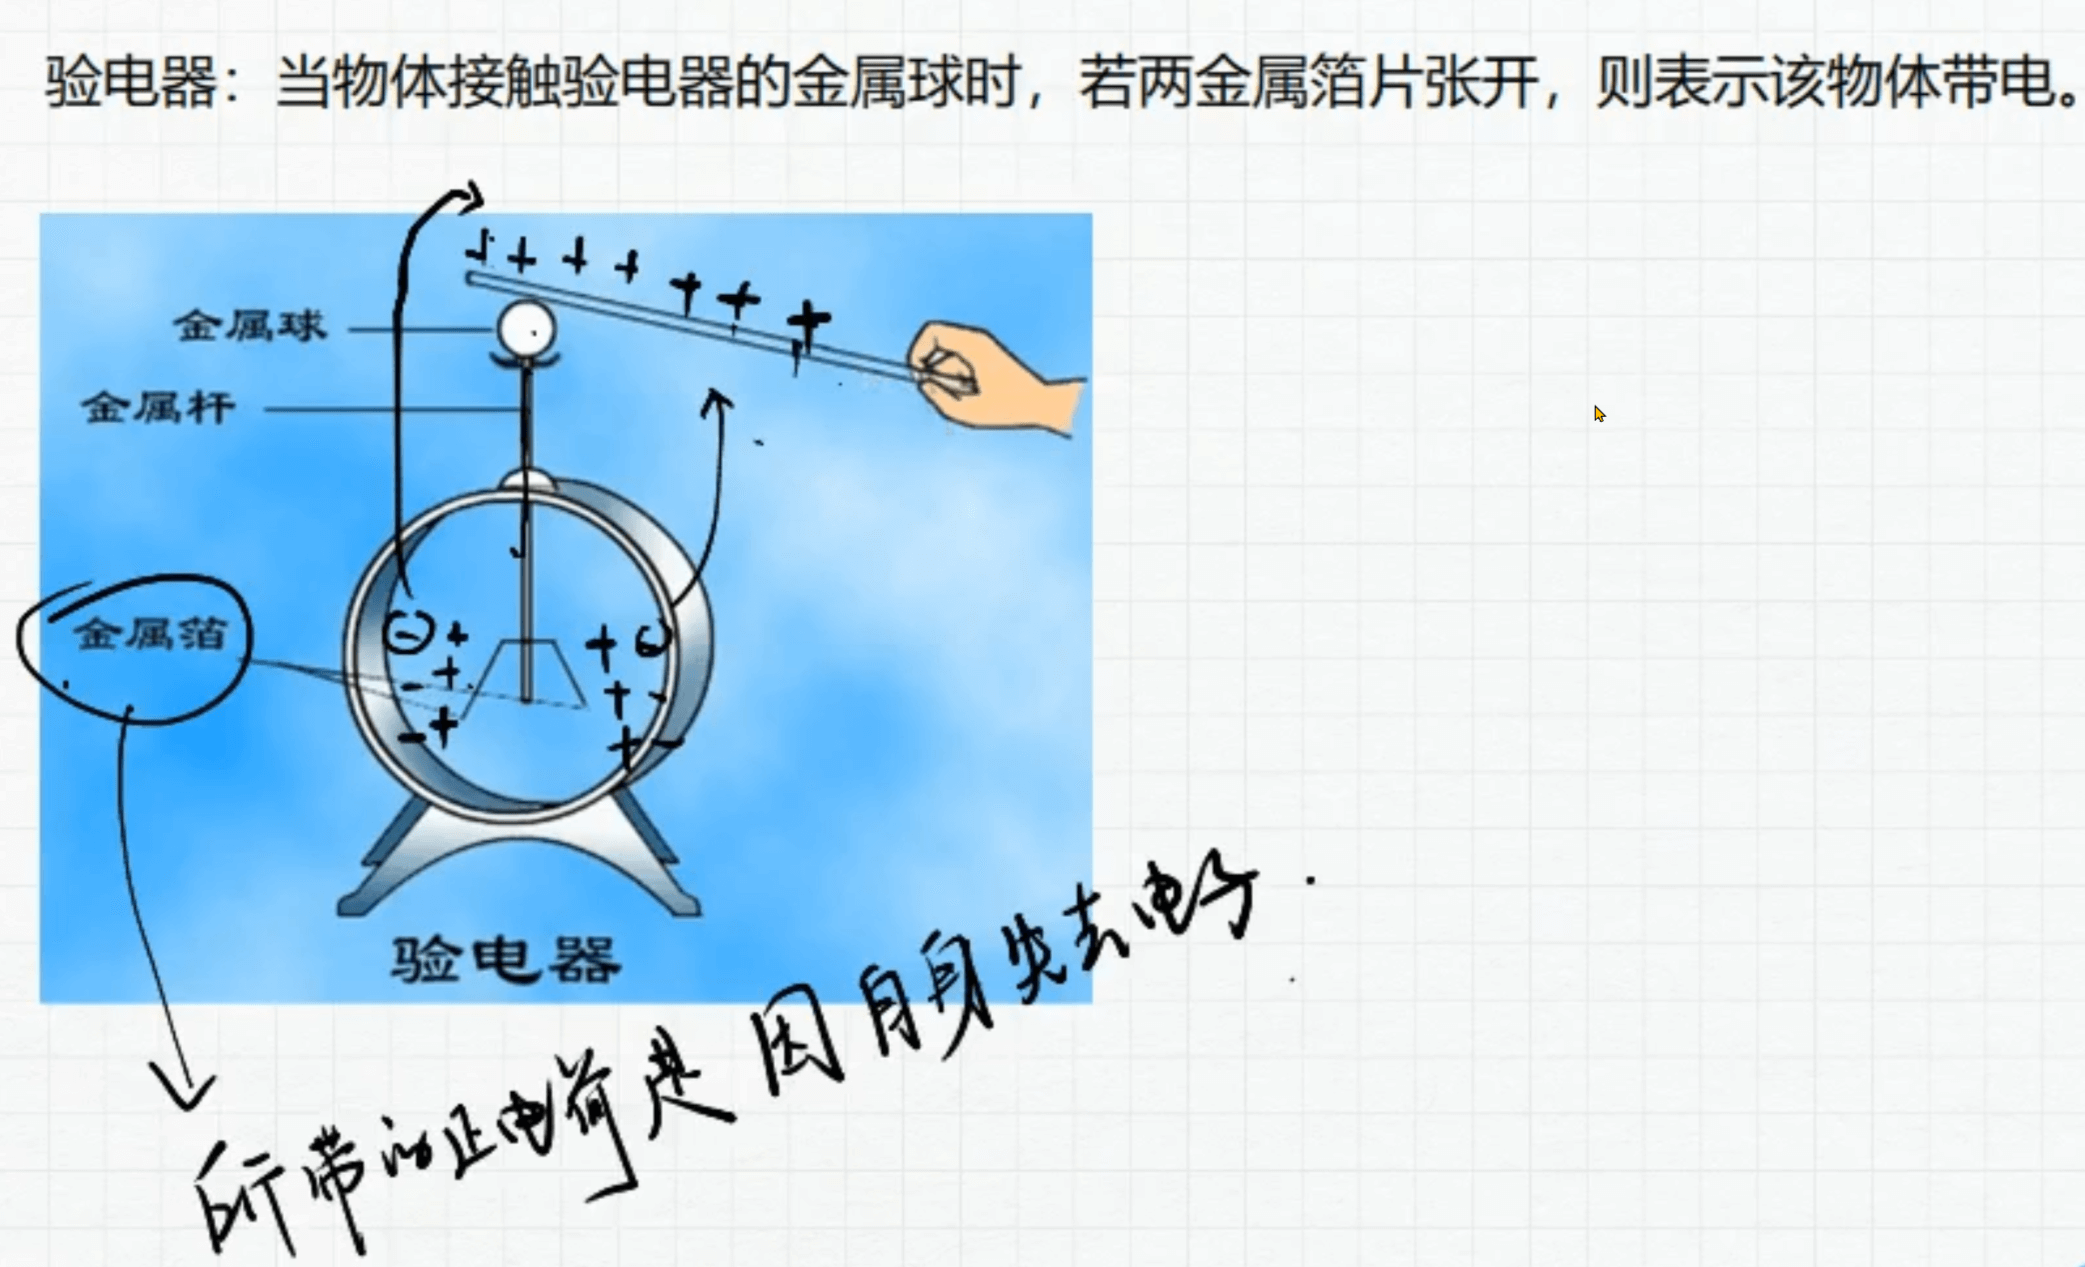 验电器：当物体接触验电器的金属球时，若两金属箔片张开，则表示该物体带电。
+ + + + + + +
金属球
金属杆
金属箔
- + + -
- + + -
- + + -
验电器
所带的正电荷是因自身失去电子.